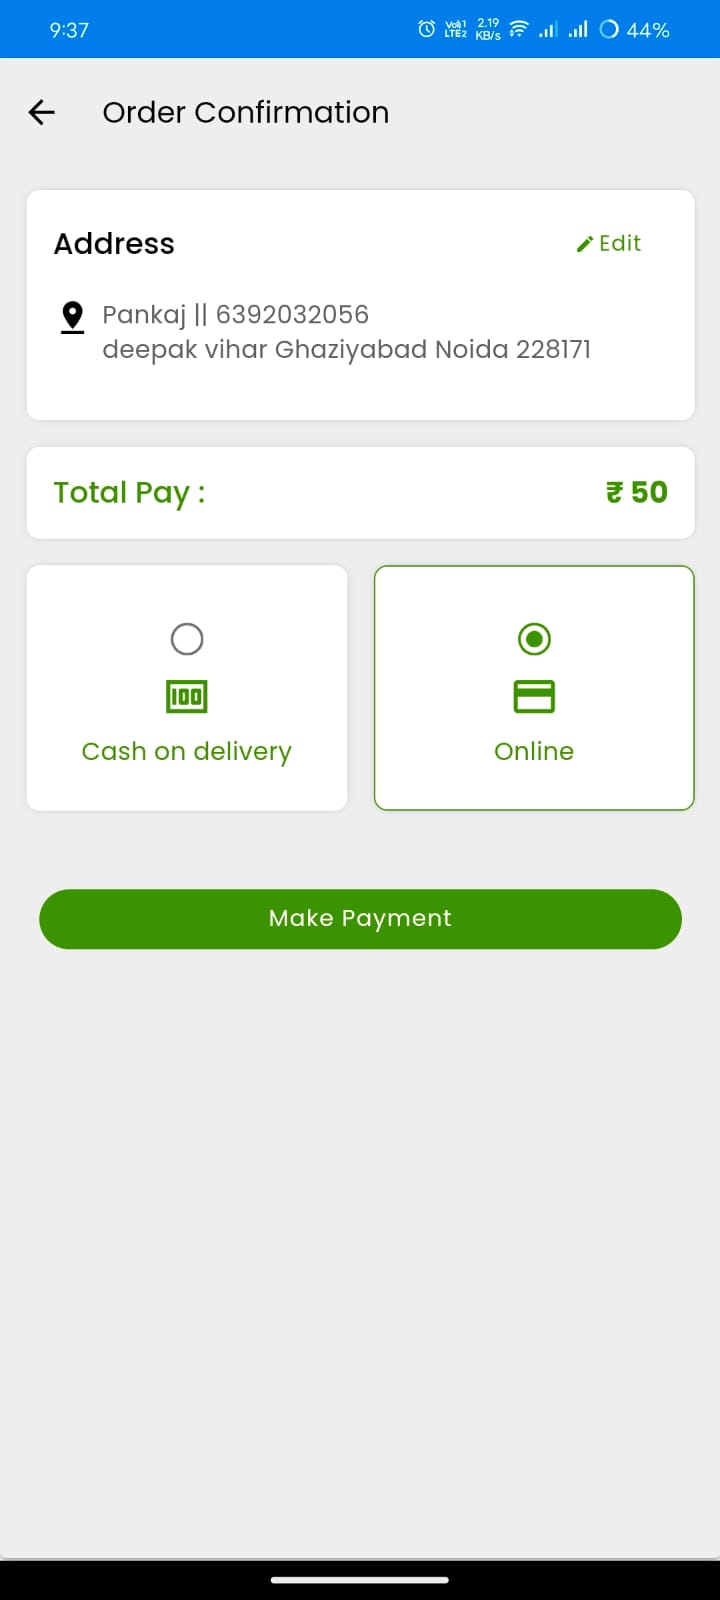 9:37
Vo)) 1
LTE2
2.19
KB/s
44%
Order Confirmation
Address
Edit
Pankaj || 6392032056
deepak vihar Ghaziyabad Noida 228171
Total Pay :
₹ 50
100
Cash on delivery
Online
Make Payment